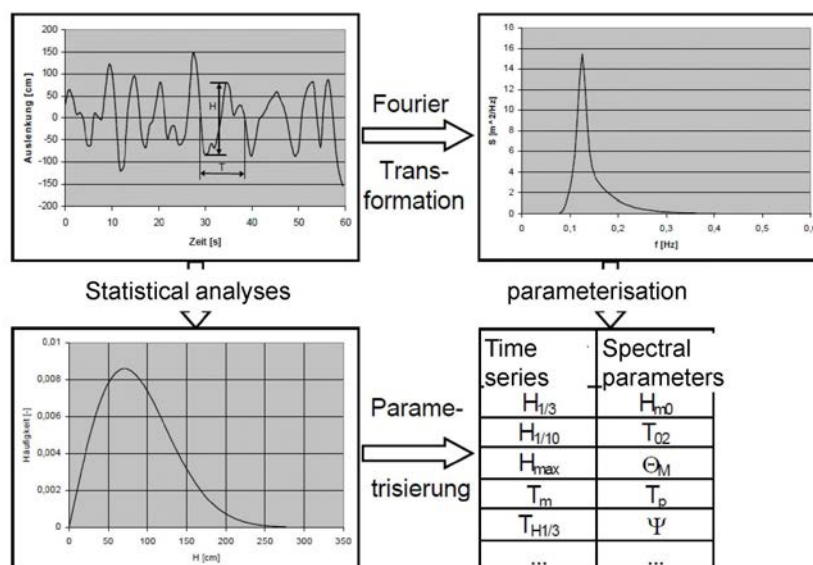 200
150
100
50
0
-50
-100
-150
-200
Auslenkung [cm]
H
T
0 10 20 30 40 50 60
Zeit [s]
Fourier
Trans-
formation
18
16
14
12
10
8
6
4
2
0
S [m^2/Hz]
0 0,1 0,2 0,3 0,4 0,5 0,6
f [Hz]
Statistical analyses
parameterisation
0,01
0,008
0,006
0,004
0,002
0
Häufigkeit [-]
0 50 100 150 200 250 300 350
H [cm]
Parame-
trisierung
Time series Spectral parameters
H1/3 Hm0
H1/10 T02
Hmax ΘM
Tm Tp
TH1/3 Ψ
... ...